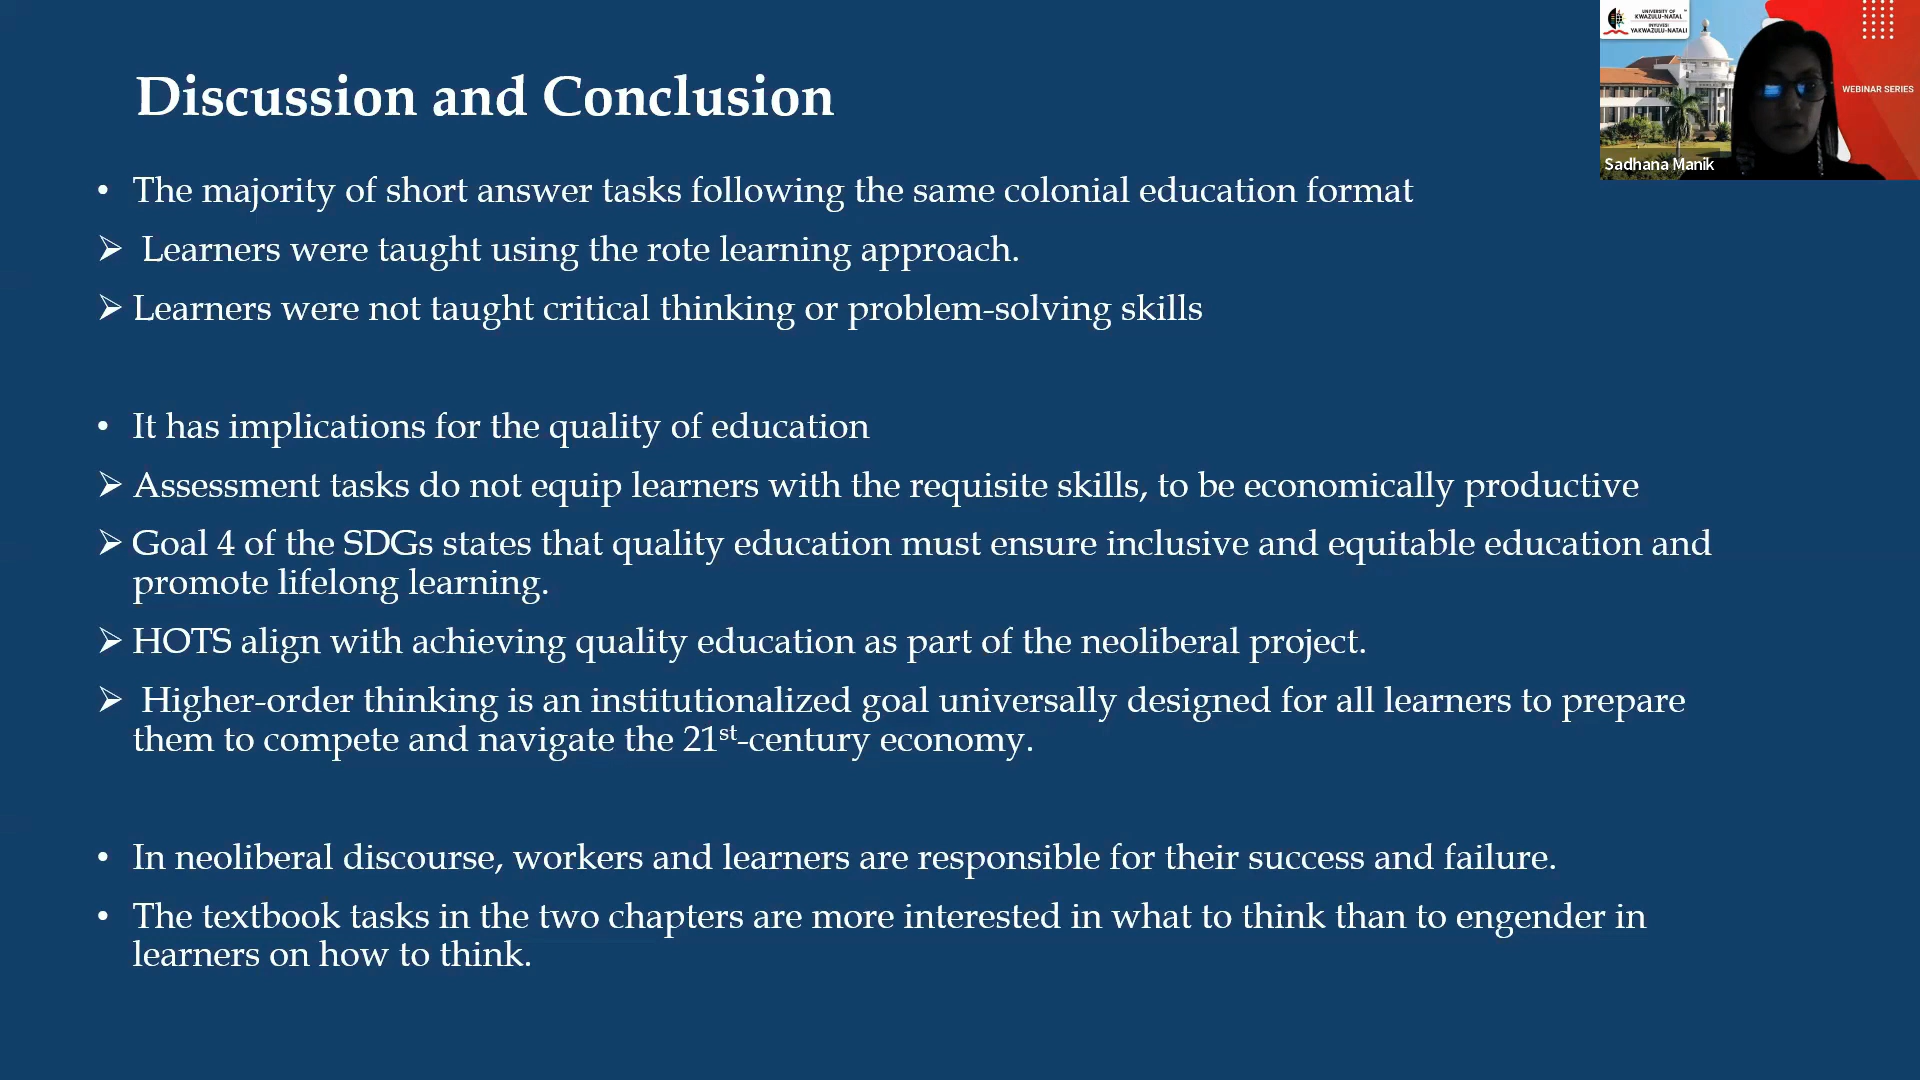 Discussion and Conclusion
• The majority of short answer tasks following the same colonial education format
➢ Learners were taught using the rote learning approach.
➢ Learners were not taught critical thinking or problem-solving skills
• It has implications for the quality of education
➢ Assessment tasks do not equip learners with the requisite skills, to be economically productive
➢ Goal 4 of the SDGs states that quality education must ensure inclusive and equitable education and
promote lifelong learning.
➢ HOTS align with achieving quality education as part of the neoliberal project.
➢ Higher-order thinking is an institutionalized goal universally designed for all learners to prepare
them to compete and navigate the 21st-century economy.
• In neoliberal discourse, workers and learners are responsible for their success and failure.
• The textbook tasks in the two chapters are more interested in what to think than to engender in
learners on how to think.
UNIVERSITY OF
KWAZULU-NATAL
INYUVESI
YAKWAZULU-NATALI
WEBINAR SERIES
Sadhana Manik